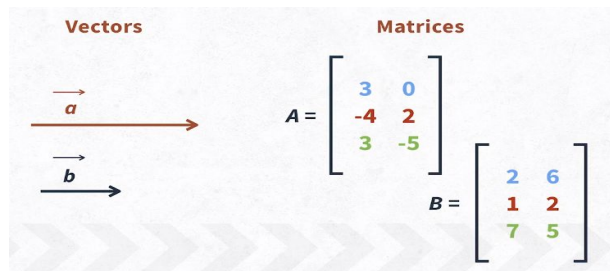 Vectors
a
b
Matrices
A =
3 0
-4 2
3 -5
B =
2 6
1 2
7 5